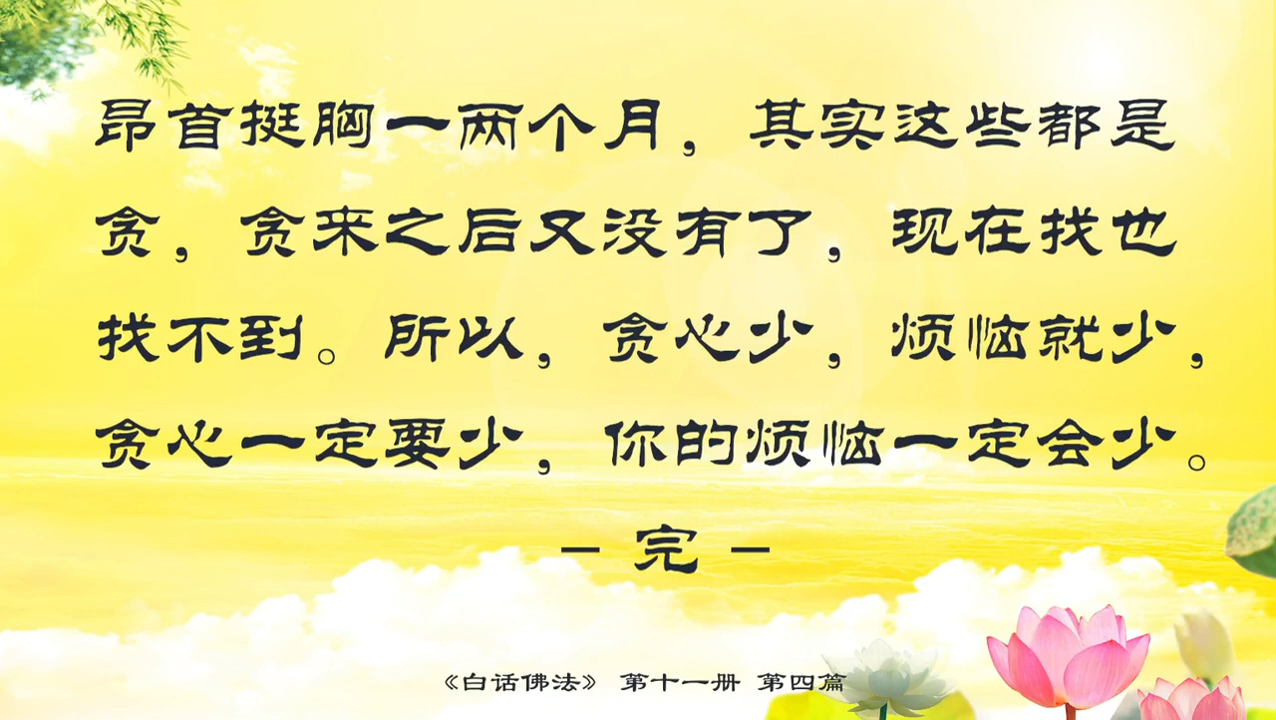 昂首挺胸一两个月，其实这些都是
贪，贪来之后又没有了，现在找也
找不到。所以，贪心少，烦恼就少，
贪心一定要少，你的烦恼一定会少。
– 完 –
《白话佛法》 第十一册 第四篇